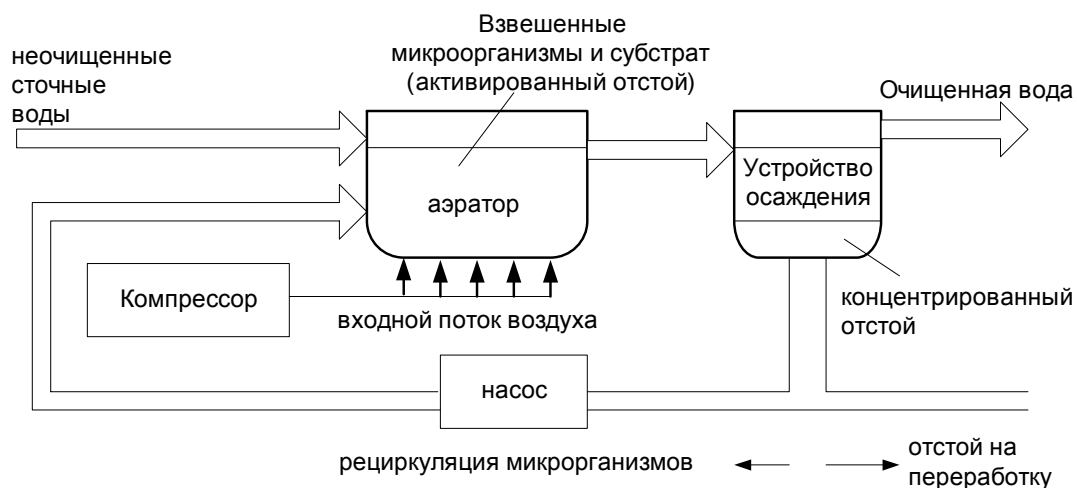 неочищенные
сточные
воды
Взвешенные
микроорганизмы и субстрат
(активированный отстой)
Очищенная вода
аэратор
Устройство
осаждения
Компрессор
входной поток воздуха
концентрированный
отстой
насос
рециркуляция микрорганизмов
отстой на
переработку